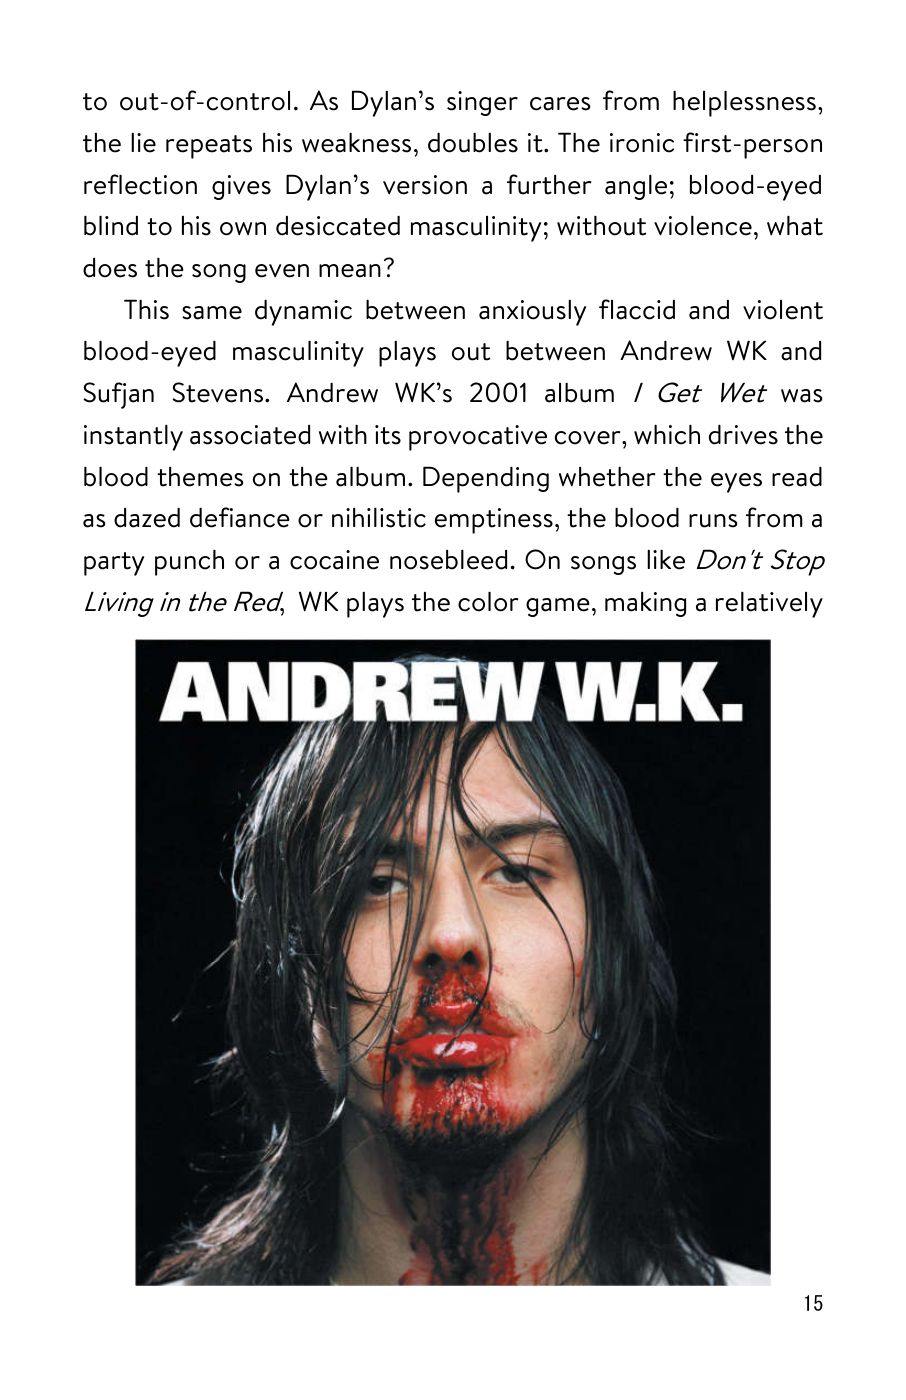 to out-of-control. As Dylan’s singer cares from helplessness,
the lie repeats his weakness, doubles it. The ironic first-person
reflection gives Dylan’s version a further angle; blood-eyed
blind to his own desiccated masculinity; without violence, what
does the song even mean?
This same dynamic between anxiously flaccid and violent
blood-eyed masculinity plays out between Andrew WK and
Sufjan Stevens. Andrew WK’s 2001 album I Get Wet was
instantly associated with its provocative cover, which drives the
blood themes on the album. Depending whether the eyes read
as dazed defiance or nihilistic emptiness, the blood runs from a
party punch or a cocaine nosebleed. On songs like Don't Stop
Living in the Red, WK plays the color game, making a relatively
ANDREW W.K.
15